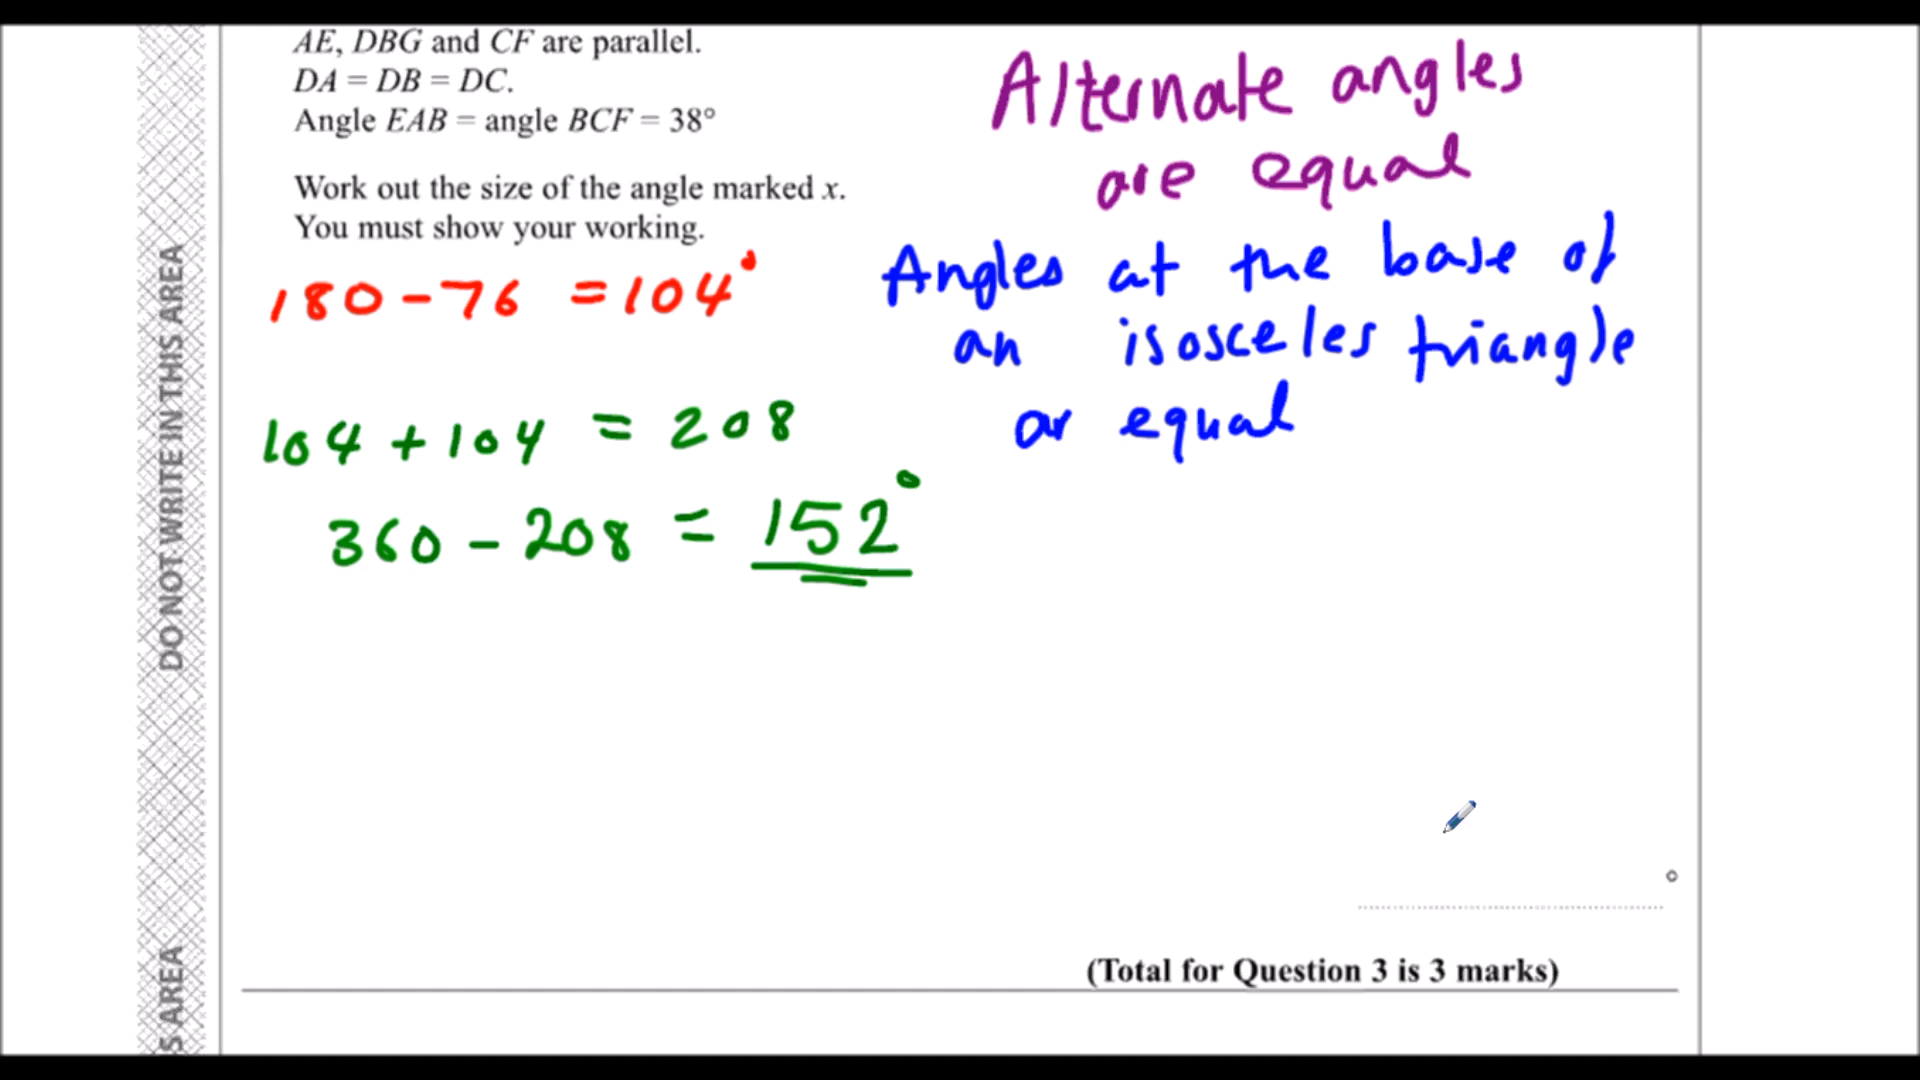 AE, DBG and CF are parallel.
DA = DB = DC.
Angle EAB = angle BCF = 38°
Work out the size of the angle marked x.
You must show your working.
180 - 76 = 104°
104 + 104 = 208
360 - 208 = 152°
Alternate angles
are equal
Angles at the base of
an isosceles triangle
ar equal
°
(Total for Question 3 is 3 marks)
DO NOT WRITE IN THIS AREA
S AREA